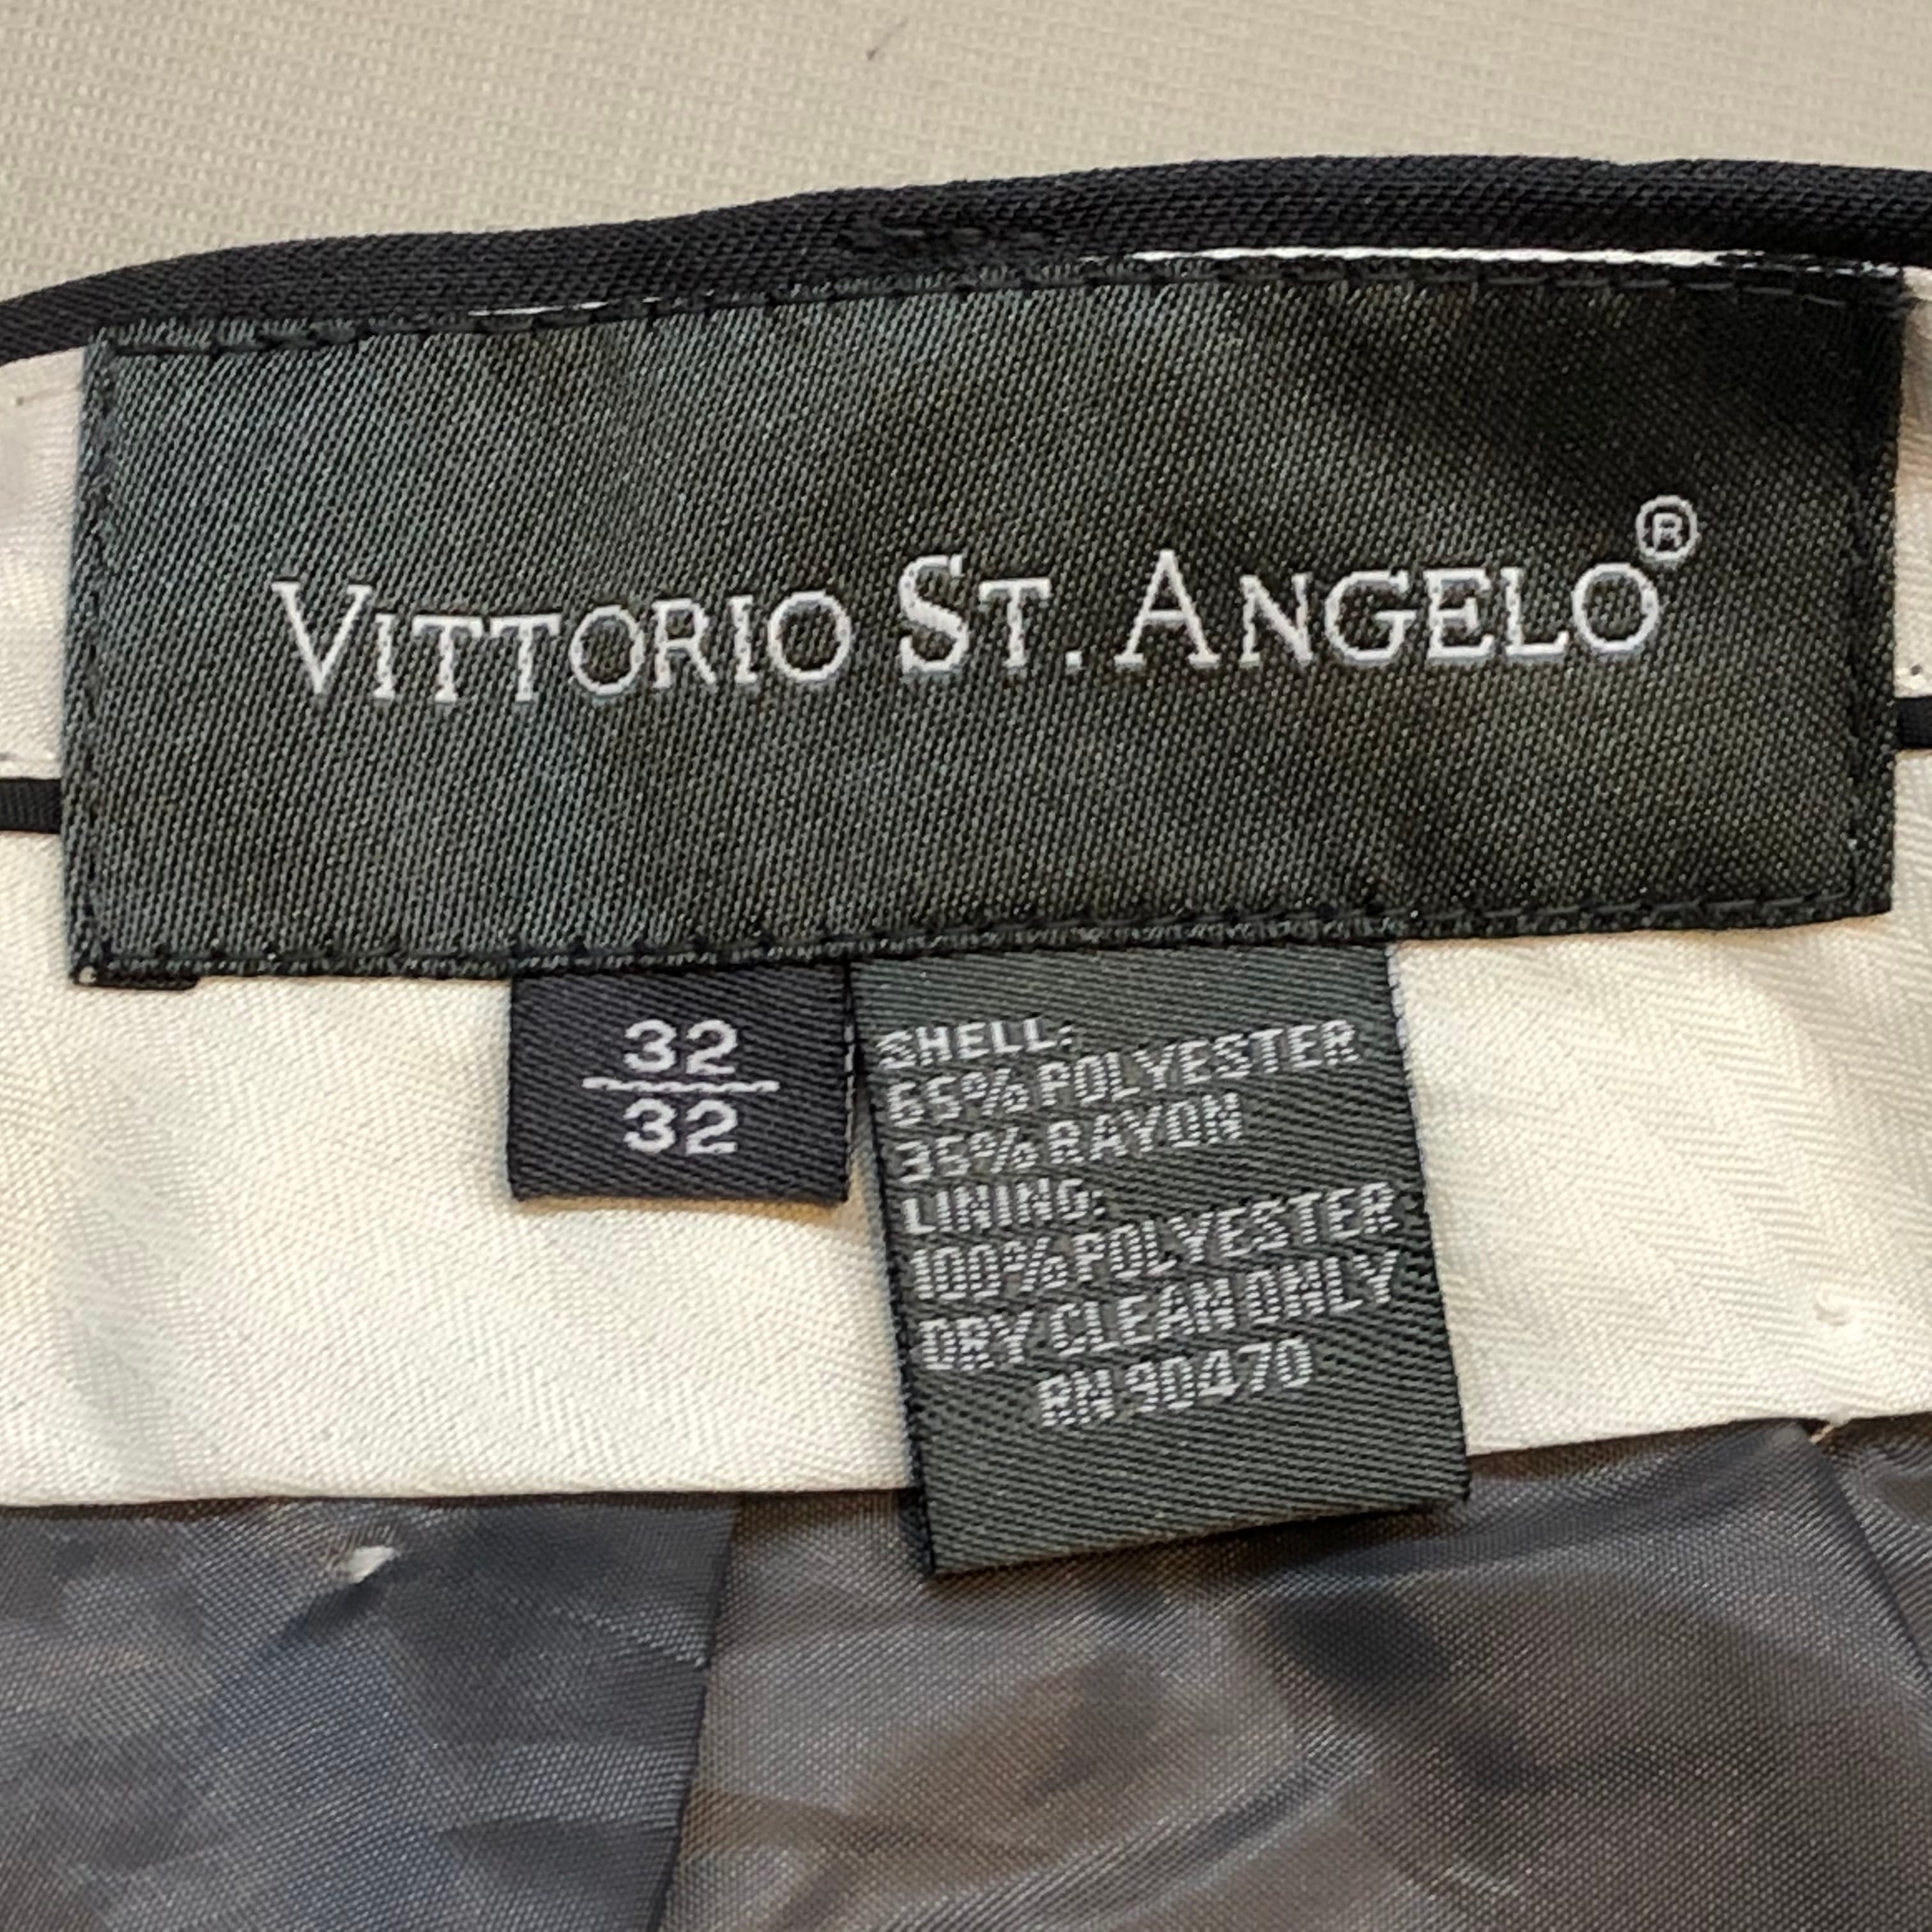 VITTORIO ST. ANGELO®
32
32
SHELL:
65% POLYESTER
35% RAYON
LINING:
100% POLYESTER
DRY CLEAN ONLY
RN 90470